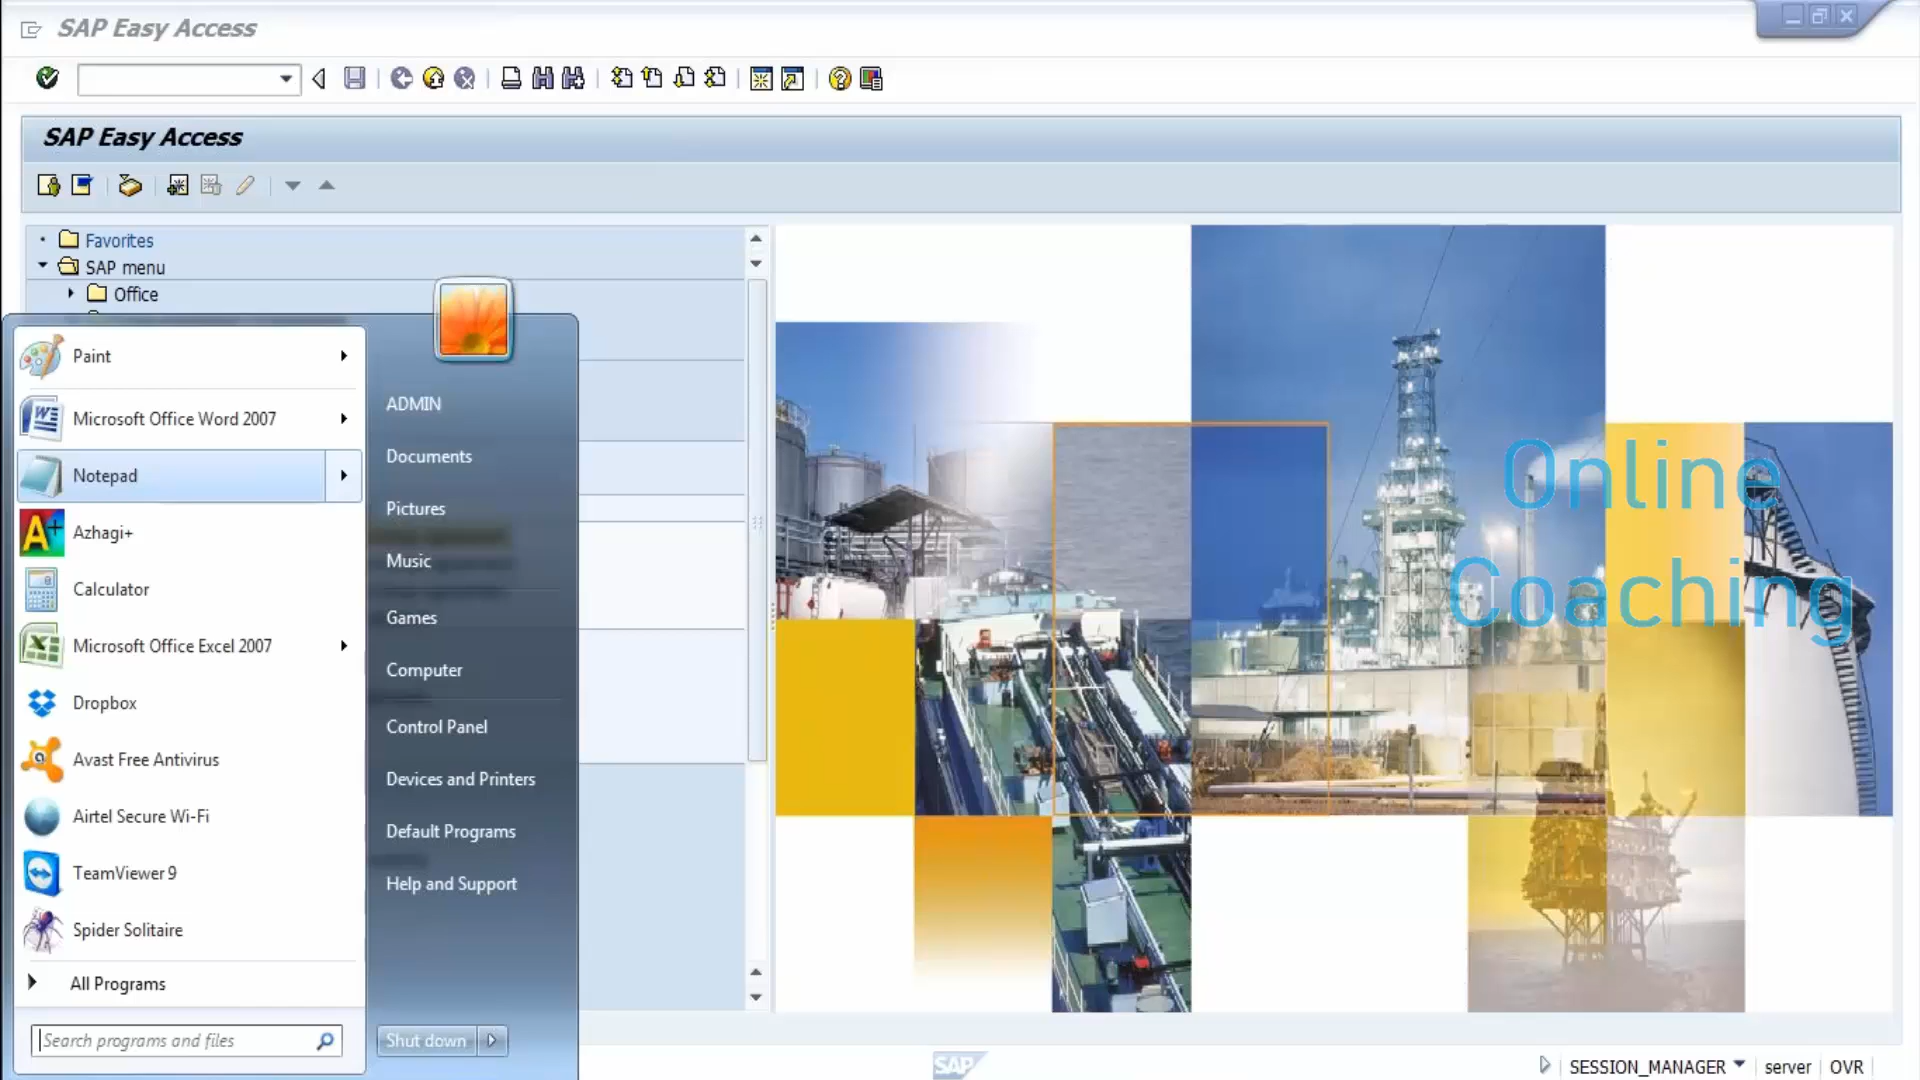 SAP Easy Access
SAP Easy Access
Favorites
SAP menu
Office
Paint
Microsoft Office Word 2007
Notepad
Azhagi+
Calculator
Microsoft Office Excel 2007
Dropbox
Avast Free Antivirus
Airtel Secure Wi-Fi
TeamViewer 9
Spider Solitaire
All Programs
Search programs and files
ADMIN
Documents
Pictures
Music
Games
Computer
Control Panel
Devices and Printers
Default Programs
Help and Support
Shut down
Online
Coaching
SAP
SESSION_MANAGER
server
OVR